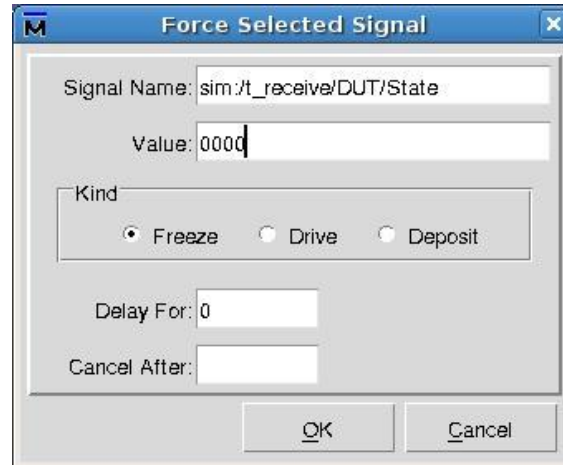 M Force Selected Signal ×
Signal Name: sim:/t_receive/DUT/State
Value: 0000
Kind
Freeze Drive Deposit
Delay For: 0
Cancel After:
OK Cancel